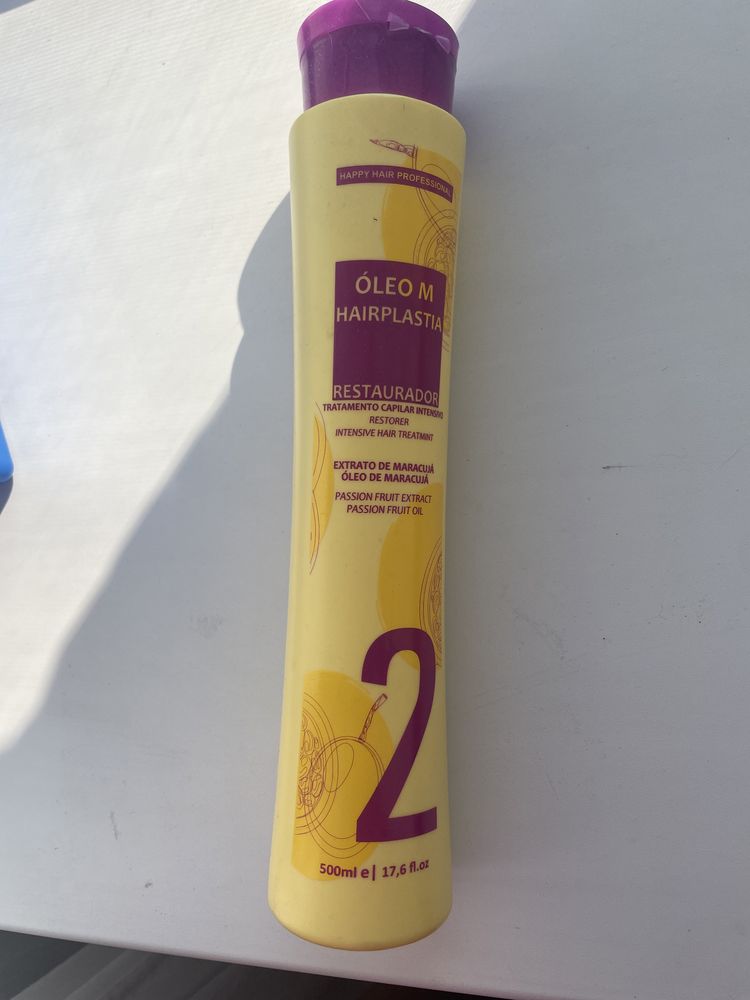 HAPPY HAIR PROFESSIONAL
ÓLEO M
HAIRPLASTIA
RESTAURADOR
TRATAMENTO CAPILAR INTENSIVO
RESTORER
INTENSIVE HAIR TREATMINT
EXTRATO DE MARACUJÁ
ÓLEO DE MARACUJÁ
PASSION FRUIT EXTRACT
PASSION FRUIT OIL
2
500ml e| 17,6 fl.oz